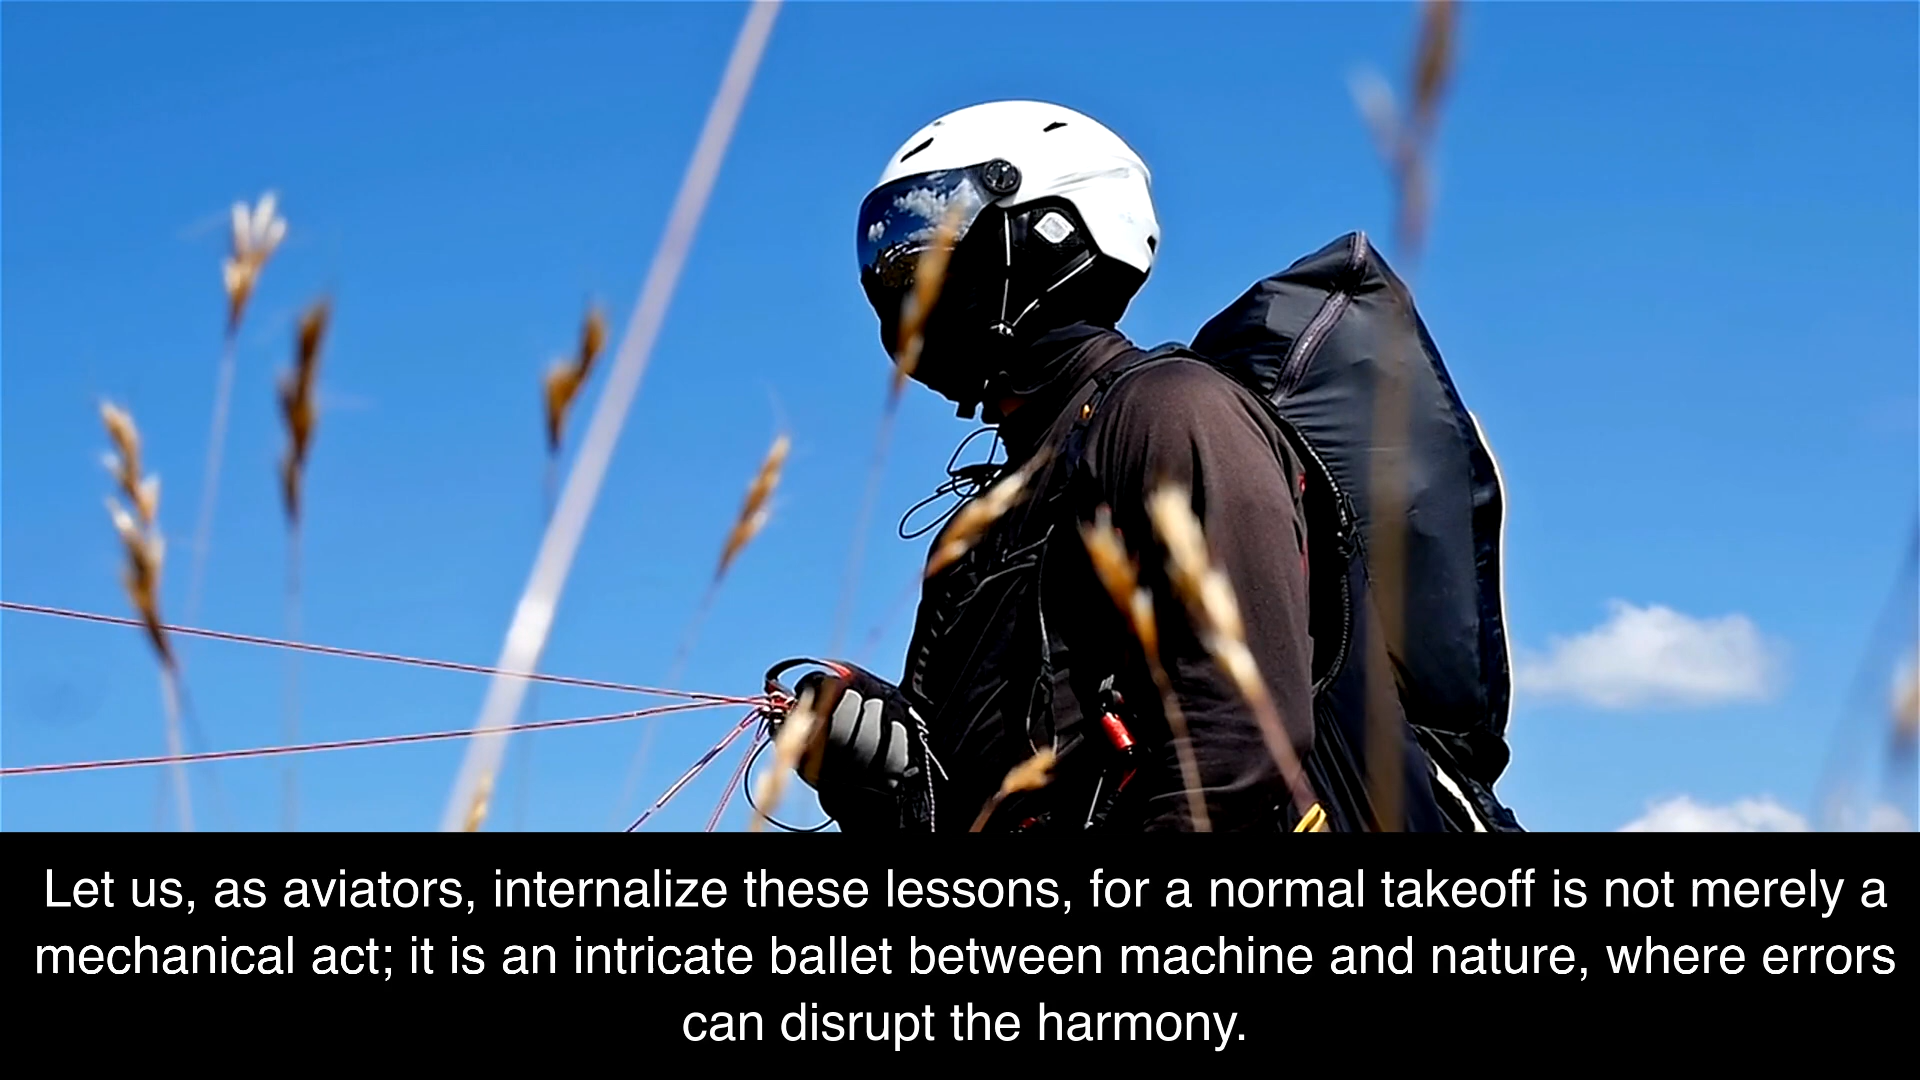 Let us, as aviators, internalize these lessons, for a normal takeoff is not merely a
mechanical act; it is an intricate ballet between machine and nature, where errors
can disrupt the harmony.